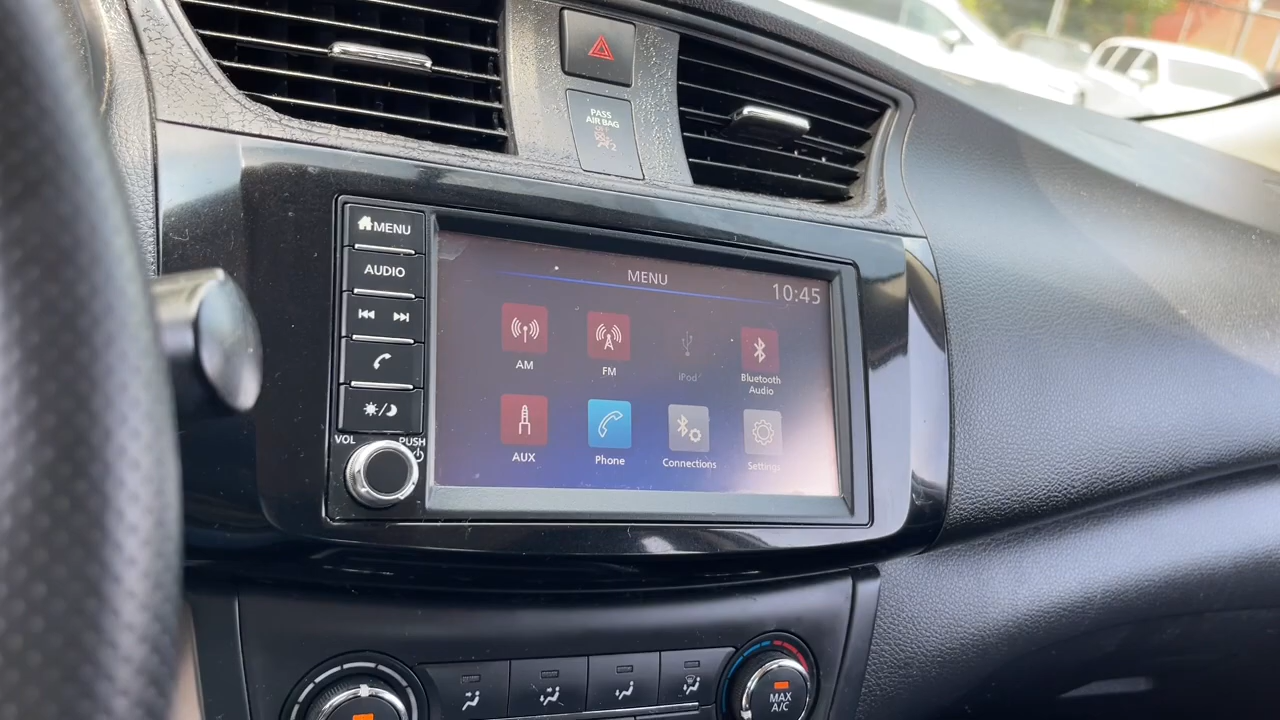 PASS
AIR BAG
OFF
MENU
AUDIO
VOL
PUSH
MENU
10:45
AM
FM
iPod
Bluetooth
Audio
AUX
Phone
Connections
Settings
MAX
A/C